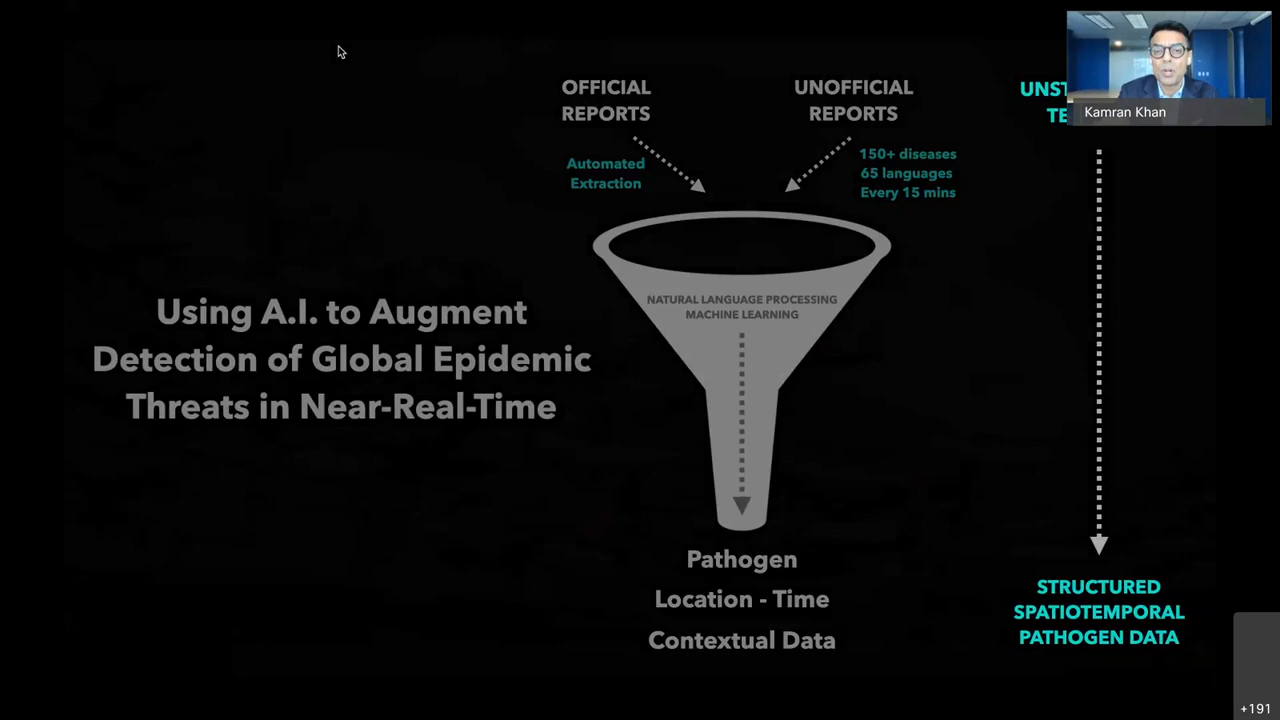 Using A.I. to Augment
Detection of Global Epidemic
Threats in Near-Real-Time
OFFICIAL
REPORTS
UNOFFICIAL
REPORTS
Automated
Extraction
150+ diseases
65 languages
Every 15 mins
NATURAL LANGUAGE PROCESSING
MACHINE LEARNING
Pathogen
Location - Time
Contextual Data
Kamran Khan
STRUCTURED
SPATIOTEMPORAL
PATHOGEN DATA
+191